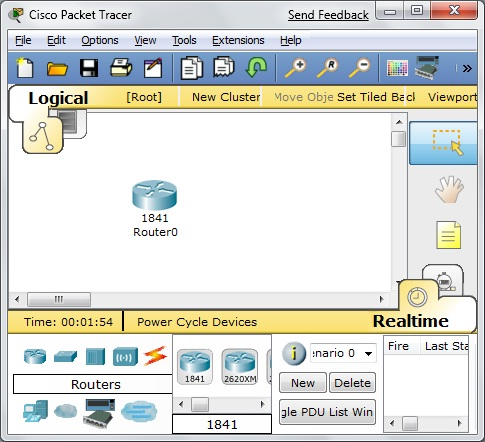 Cisco Packet Tracer Send Feedback
File Edit Options View Tools Extensions Help
P R
»
Logical [Root] New Cluster Move Obje Set Tiled Back Viewport
1841
Router0
Time: 00:01:54 Power Cycle Devices Realtime
Routers
1841 2620XM 2
1841
i nario 0
New Delete
gle PDU List Win
Fire Last Sta